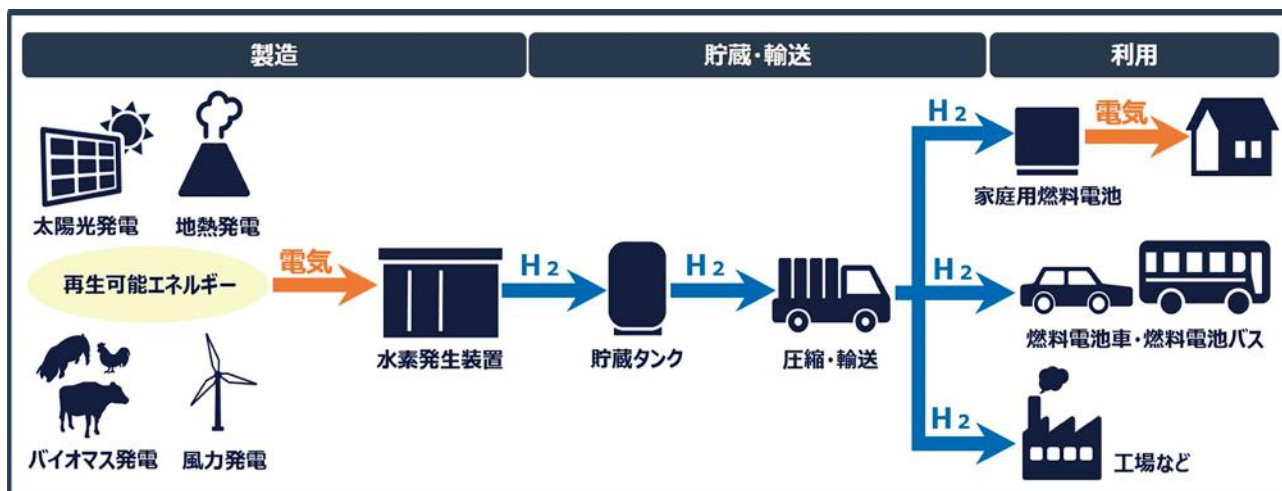 製造
貯蔵・輸送
利用
太陽光発電
地熱発電
再生可能エネルギー
バイオマス発電
風力発電
電気
水素発生装置
H2
貯蔵タンク
H2
圧縮・輸送
H2
家庭用燃料電池
電気
H2
燃料電池車・燃料電池バス
H2
工場など